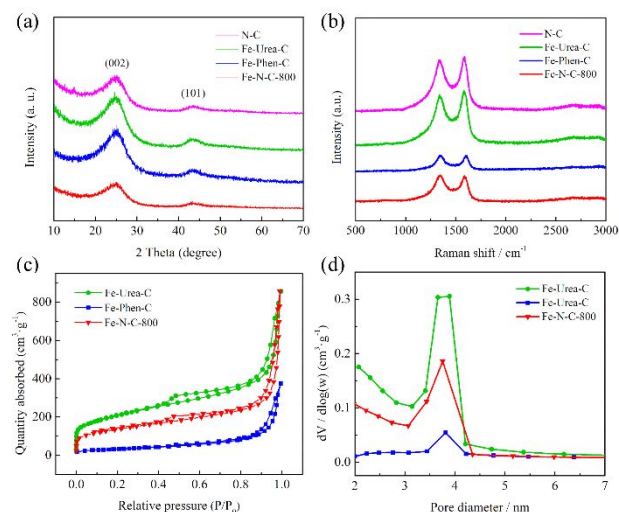 (a)
N-C
Fe-Urea-C
Fe-Phen-C
Fe-N-C-800
(002)
(101)
Intensity (a. u.)
10 20 30 40 50 60 70
2 Theta (degree)
(b)
N-C
Fe-Urea-C
Fe-Phen-C
Fe-N-C-800
Intensity (a.u.)
500 1000 1500 2000 2500 3000
Raman shift / cm⁻¹
(c)
Fe-Urea-C
Fe-Phen-C
Fe-N-C-800
Quantity absorbed (cm³·g⁻¹)
800
600
400
200
0
0.0 0.2 0.4 0.6 0.8 1.0
Relative pressure (P/P₀)
(d)
Fe-Urea-C
Fe-Urea-C
Fe-N-C-800
dV / dlog(w) (cm³·g⁻¹)
0.3
0.2
0.1
0.0
2 3 4 5 6 7
Pore diameter / nm